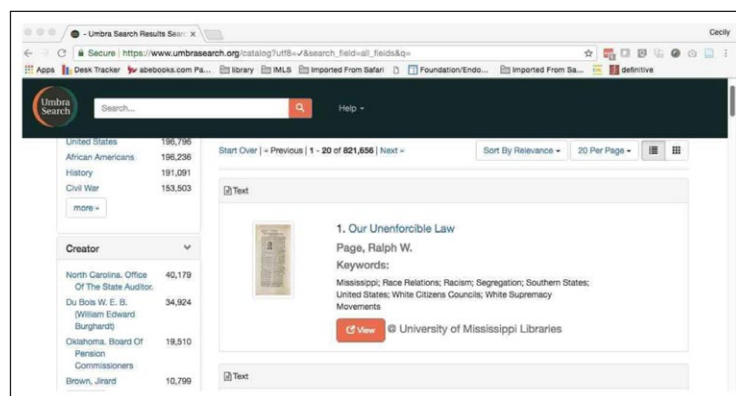 - Umbra Search Results Searc x
Cecily
Secure https://www.umbrasearch.org/catalog?utf8=✓&search_field=all_fields&q=
Apps Desk Tracker abebooks.com Pa... library IMLS Imported From Safari Foundation/Endo... Imported From Sa... definitive
Umbra
Search
Search...
Help
United States 196,796
African Americans 196,236
History 191,091
Civil War 153,503
more »
Creator
North Carolina. Office
Of The State Auditor. 40,179
Du Bois W. E. B.
(William Edward
Burghardt) 34,924
Oklahoma. Board Of
Pension
Commissioners 19,510
Brown, Jirard 10,799
Start Over | « Previous | 1 - 20 of 821,656 | Next »
Sort By Relevance
20 Per Page
Text
1. Our Unenforcible Law
Page, Ralph W.
Keywords:
Mississippi; Race Relations; Racism; Segregation; Southern States;
United States; White Citizens Councils; White Supremacy
Movements
View @ University of Mississippi Libraries
Text